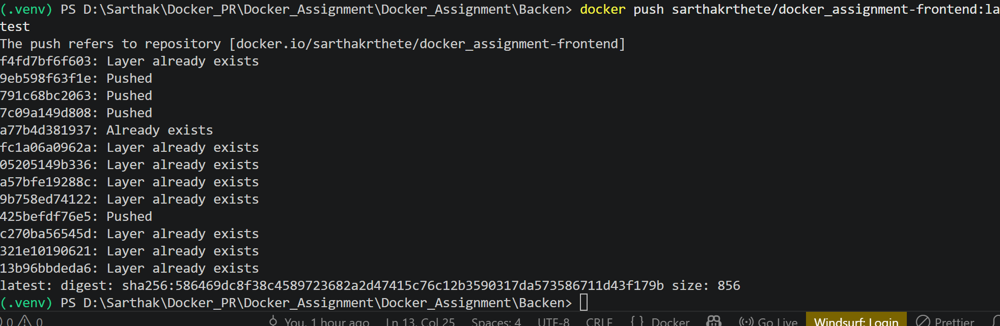 (.venv) PS D:\Sarthak\Docker_PR\Docker_Assignment\Docker_Assignment\Backen> docker push sarthakrthete/docker_assignment-frontend:la
test
The push refers to repository [docker.io/sarthakrthete/docker_assignment-frontend]
f4fd7bf6f603: Layer already exists
9eb598f63f1e: Pushed
791c68bc2063: Pushed
7c09a149d808: Pushed
a77b4d381937: Already exists
fc1a06a0962a: Layer already exists
05205149b336: Layer already exists
a57bfe19288c: Layer already exists
9b758ed74122: Layer already exists
425befdf76e5: Pushed
c270ba56545d: Layer already exists
321e10190621: Layer already exists
13b96bbdeda6: Layer already exists
latest: digest: sha256:586469dc8f38c4589723682a2d47415c76c12b3590317da573586711d43f179b size: 856
(.venv) PS D:\Sarthak\Docker_PR\Docker_Assignment\Docker_Assignment\Backen>
0 0 You, 1 hour ago Ln 13, Col 25 Spaces: 4 UTF-8 CRLF { } Docker Go Live Windsurf: Login Prettier